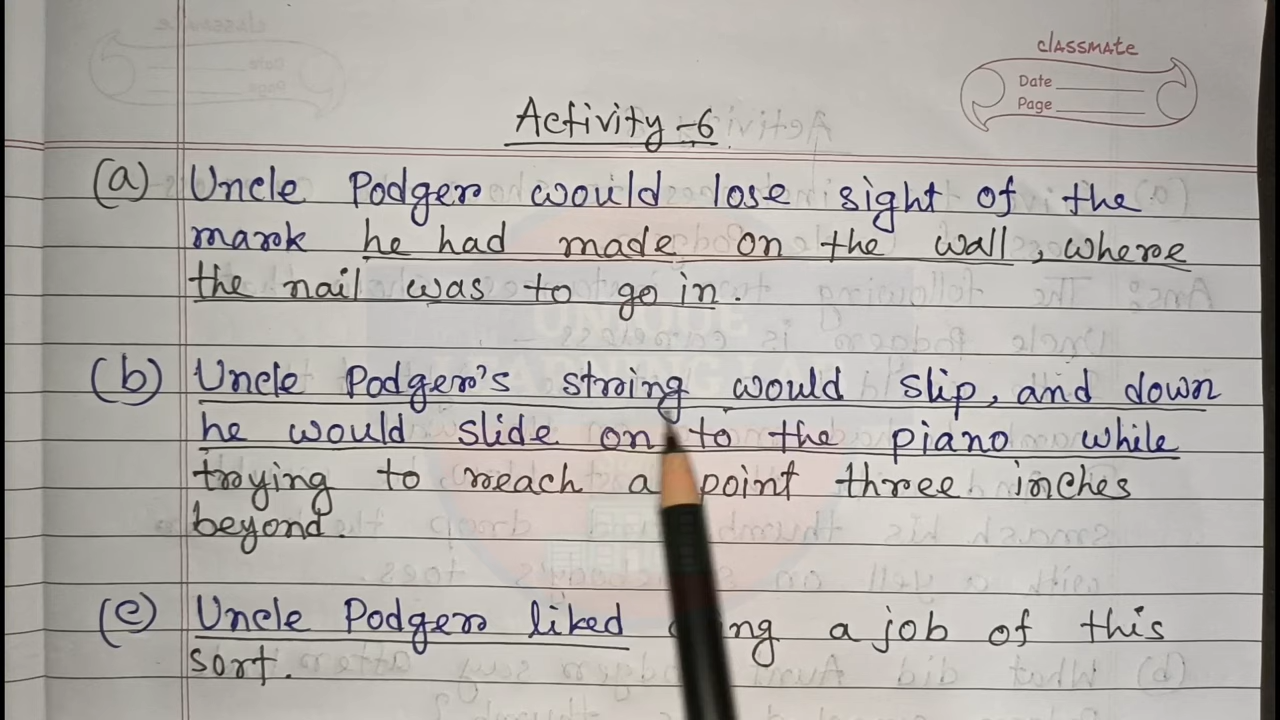 classmate
Date
Page
Activity-6
(a) Uncle Podger would lose sight of the
mark he had made on the wall, where
the nail was to go in.
(b) Uncle Podger's string would slip, and down
he would slide on to the piano while
trying to reach a point three inches
beyond.
(c) Uncle Podger liked a job of this
sort.